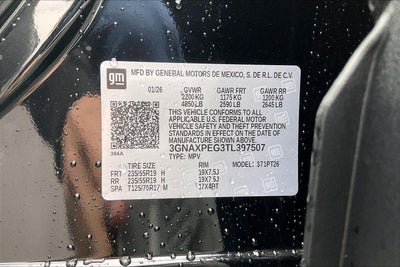 gm
MFD BY GENERAL MOTORS DE MEXICO, S. DE R.L. DE C.V.
01/26 GVWR GAWR FRT GAWR RR
2200 KG 1175 KG 1200 KG
4850 LB 2590 LB 2645 LB
THIS VEHICLE CONFORMS TO ALL
APPLICABLE U.S. FEDERAL MOTOR
VEHICLE SAFETY AND THEFT PREVENTION
STANDARDS IN EFFECT ON THE DATE OF
MANUFACTURE SHOWN ABOVE.
3GNAXPEG3TL397507
TYPE: MPV
394A
MODEL: 371PT26
TIRE SIZE RIM
FRT 235/55R19 H 19X7.5J
RR 235/55R19 H 19X7.5J
SPA T125/70R17 M 17X4BT